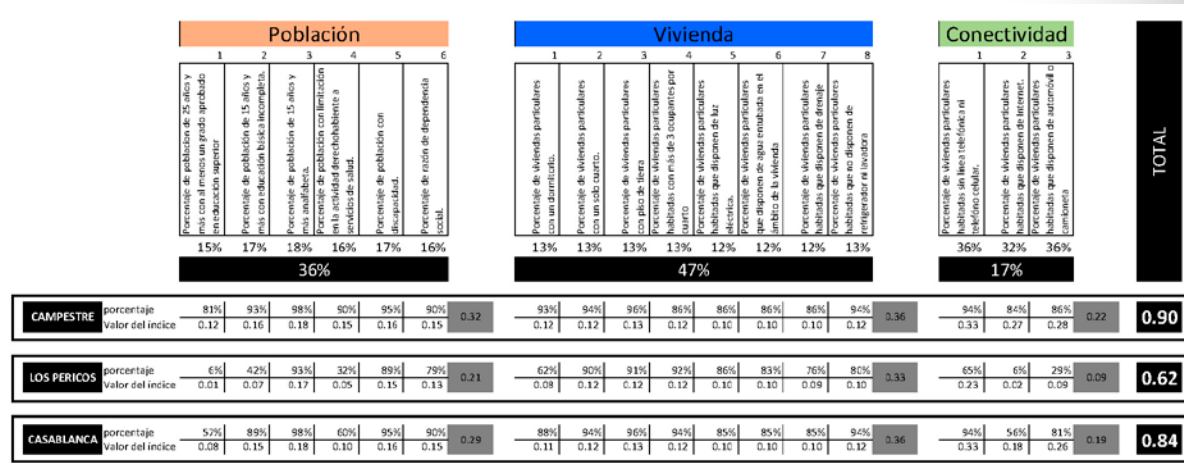 Población
Vivienda
Conectividad
TOTAL
1 2 3 4 5 6
1 2 3 4 5 6 7 8
1 2 3
Porcentaje de poblacion de 25 años y
más con al menos un grado aprobado
en educación superior
Porcentaje de población de 15 años y
más con educación básica incompleta.
Porcentaje de población de 15 años y
más analfabeta.
Porcentaje de población con limitación
en la actividad derechohabiente a
servicios de salud.
Porcentaje de población con
discapacidad.
Porcentaje de razón de dependencia
social.
Porcentaje de viviendas particulares
con un dormitorio.
Porcentaje de viviendas particulares
con un solo cuarto.
Porcentaje de viviendas particulares
con piso de tierra
Porcentaje de viviendas particulares
habitadas con más de 3 ocupantes por
cuarto
Porcentaje de viviendas particulares
habitadas que disponen de luz
eléctrica.
Porcentaje de viviendas particulares
que disponen de agua entubada en el
ámbito de la vivienda
Porcentaje de viviendas particulares
habitadas que disponen de drenaje
Porcentaje de viviendas particulares
habitadas que no disponen de
refrigerador ni lavadora
Porcentaje de viviendas particulares
habitadas sin línea telefónica ni
teléfono celular.
Porcentaje de viviendas particulares
habitadas que disponen de Internet.
Porcentaje de viviendas particulares
habitadas que disponen de automóvil o
camioneta
15% 17% 18% 16% 17% 16%
13% 13% 13% 13% 12% 12% 12% 13%
36% 32% 36%
36%
47%
17%
CAMPESTRE
porcentaje 81% 93% 98% 90% 95% 90% 93% 94% 96% 86% 86% 86% 86% 94% 94% 84% 86%
Valor del índice 0.12 0.16 0.18 0.15 0.16 0.15 0.32 0.12 0.12 0.13 0.12 0.10 0.10 0.10 0.12 0.36 0.33 0.27 0.28 0.22 0.90
LOS PERICOS
porcentaje 6% 42% 93% 32% 89% 79% 62% 90% 91% 92% 86% 83% 76% 80% 65% 6% 29%
Valor del índice 0.01 0.07 0.17 0.05 0.15 0.13 0.21 0.08 0.12 0.12 0.12 0.10 0.10 0.09 0.10 0.33 0.23 0.02 0.09 0.09 0.62
CASABLANCA
porcentaje 57% 89% 98% 60% 95% 90% 88% 94% 96% 94% 85% 85% 85% 94% 94% 56% 81%
Valor del índice 0.08 0.15 0.18 0.10 0.16 0.15 0.29 0.11 0.12 0.13 0.12 0.10 0.10 0.10 0.12 0.36 0.33 0.18 0.26 0.19 0.84